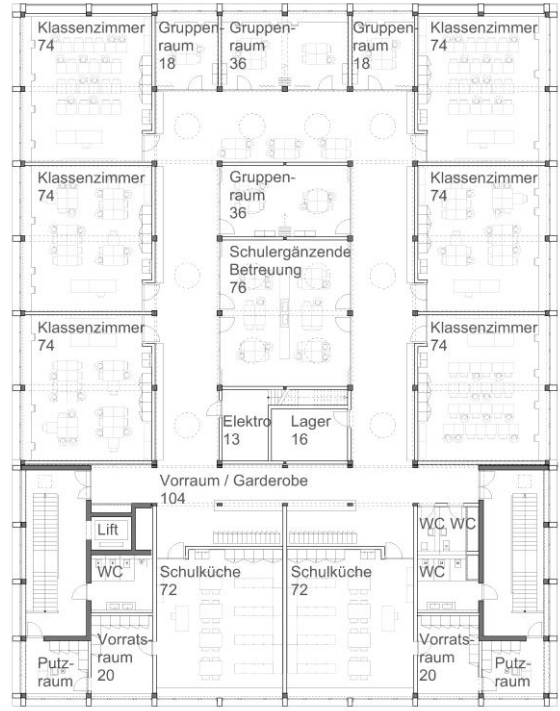 Klassenzimmer
74
Gruppen-
raum
18
Gruppen-
raum
36
Gruppen-
raum
18
Klassenzimmer
74
Klassenzimmer
74
Gruppen-
raum
36
Klassenzimmer
74
Schulergänzende
Betreuung
76
Klassenzimmer
74
Klassenzimmer
74
Elektro
13
Lager
16
Vorraum / Garderobe
104
Lift
WC
WC
WC
WC
Schulküche
72
Schulküche
72
Putz-
raum
Vorrats-
raum
20
Vorrats-
raum
20
Putz-
raum